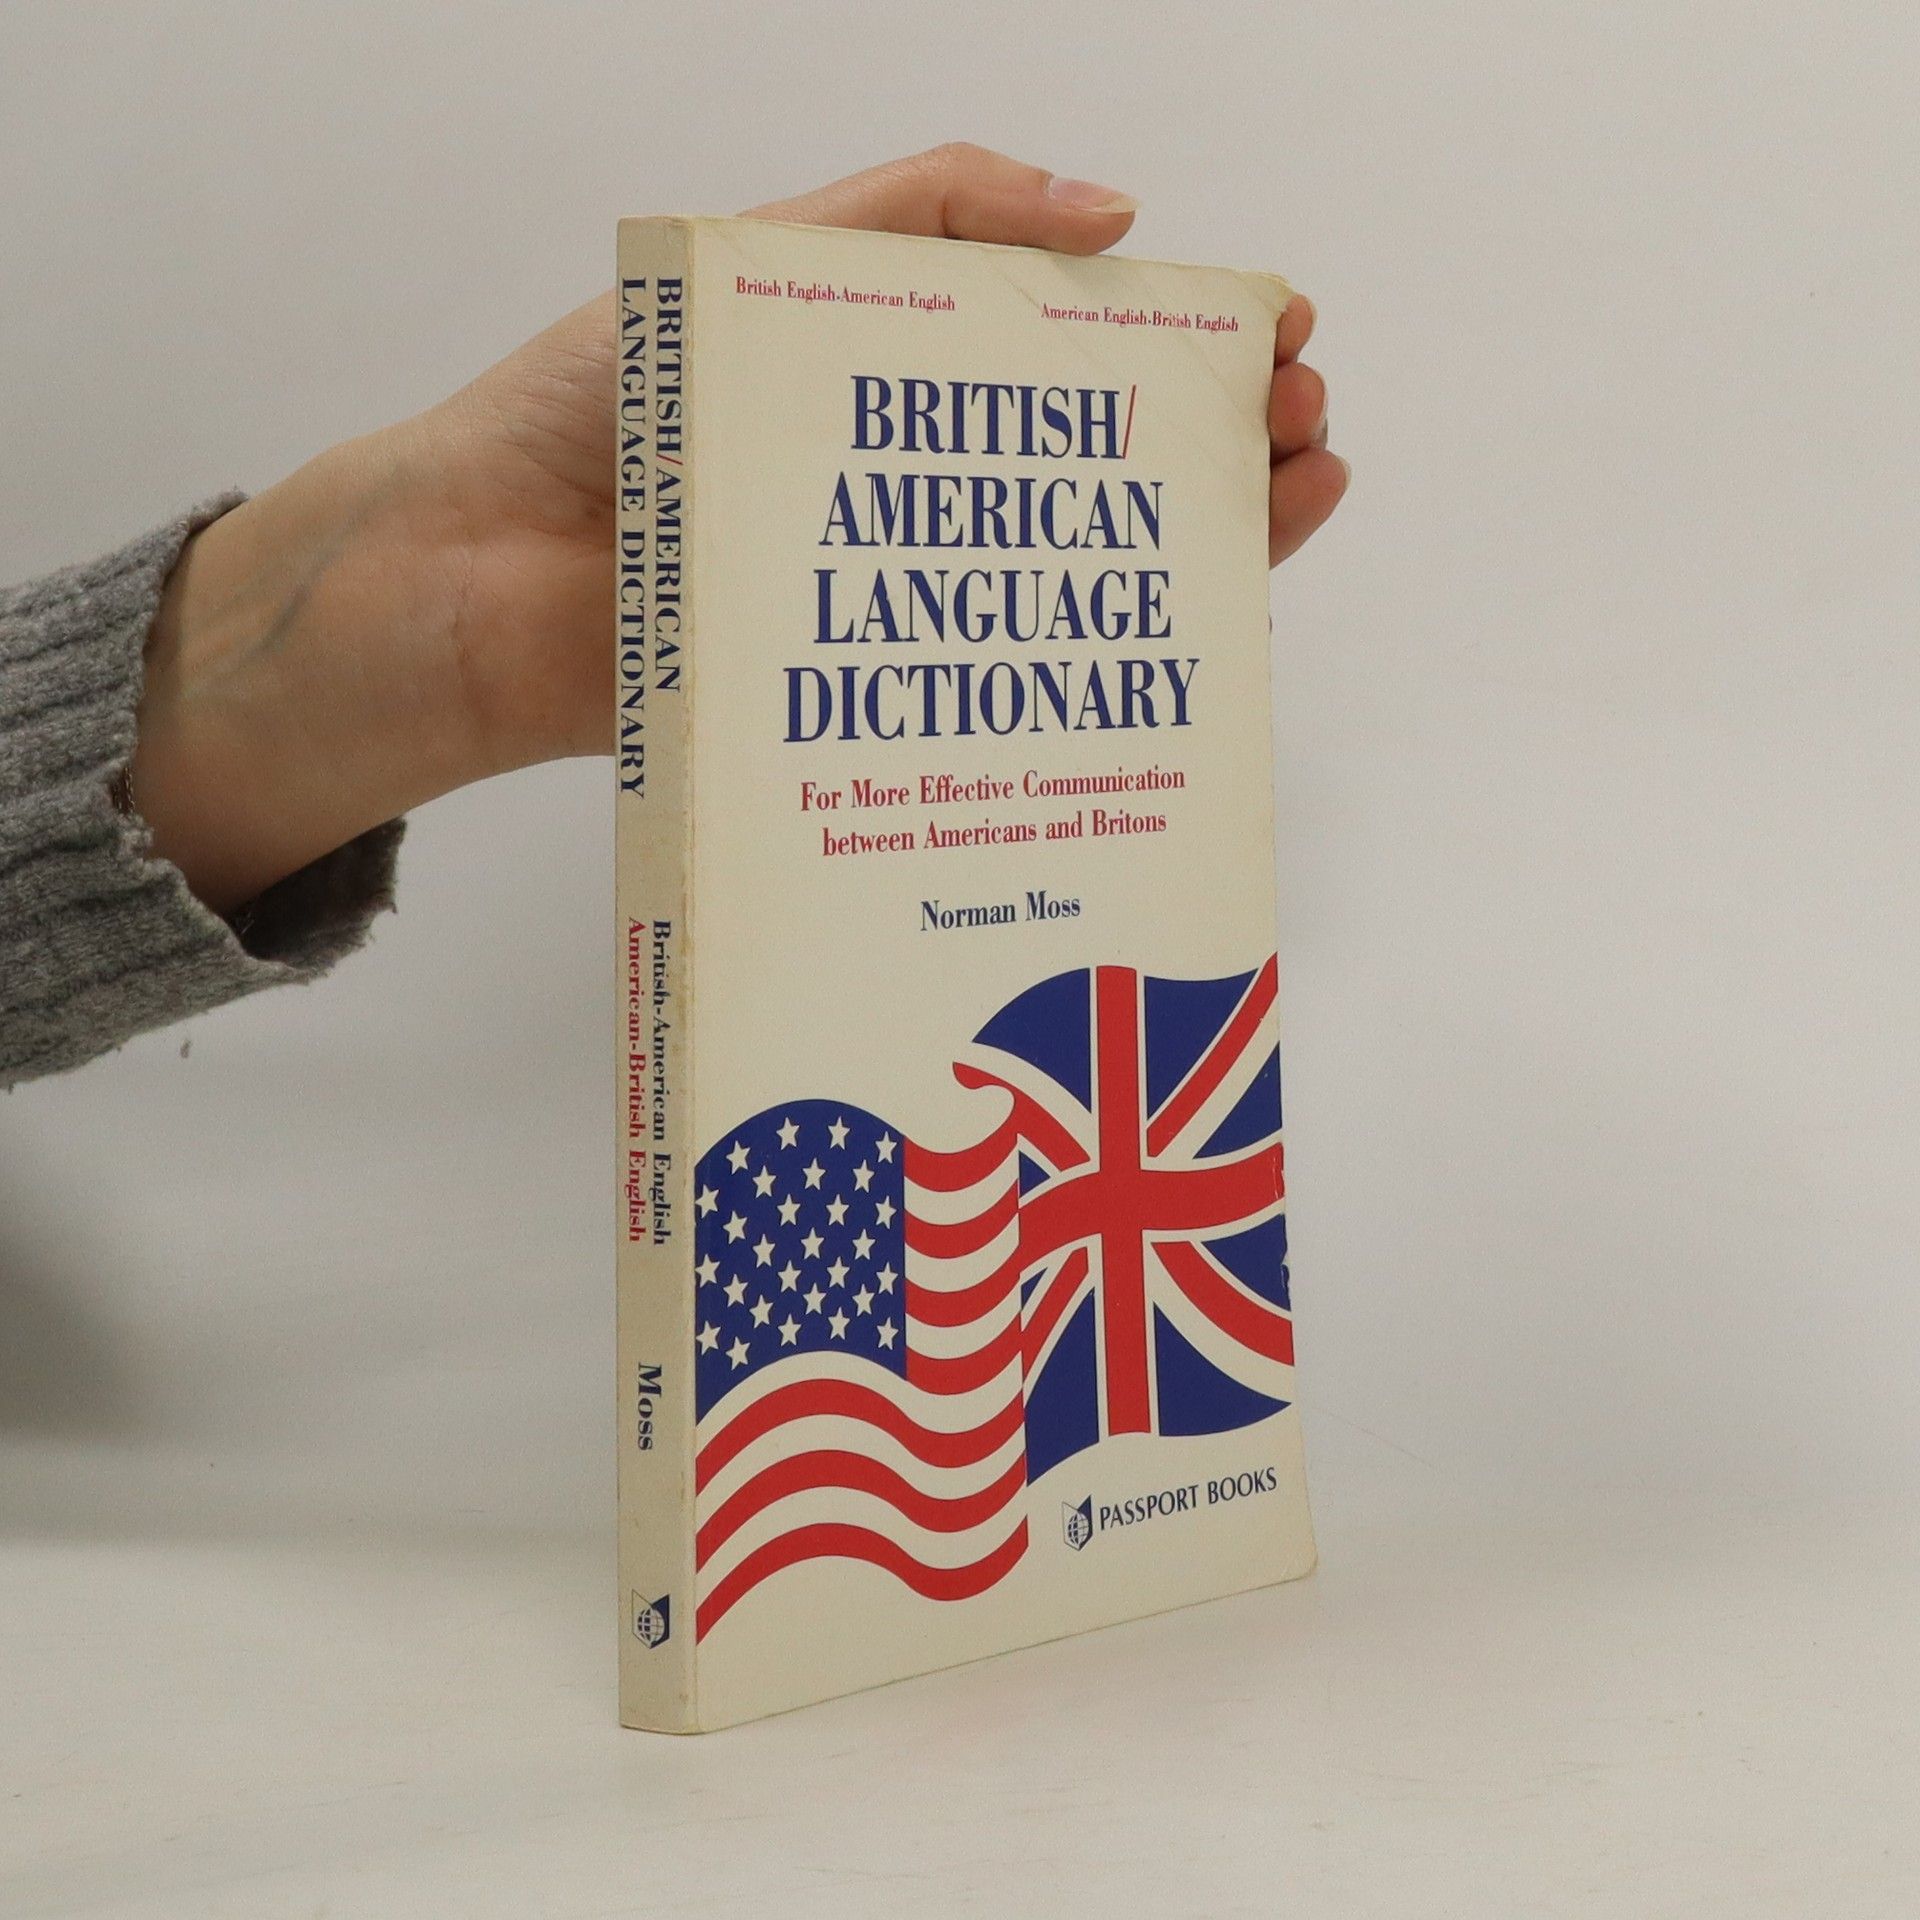 BRITISH/AMERICAN
LANGUAGE DICTIONARY
British-American English
American-British English
Moss
British English-American English
American English-British English
BRITISH/
AMERICAN
LANGUAGE
DICTIONARY
For More Effective Communication
between Americans and Britons
Norman Moss
PASSPORT BOOKS